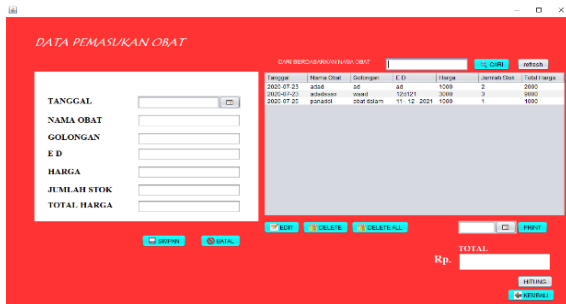 DATA PEMASUKAN OBAT
CARI BERDASARKAN NAMA OBAT
CARI
refresh
TANGGAL
NAMA OBAT
GOLONGAN
E D
HARGA
JUMLAH STOK
TOTAL HARGA
SIMPAN
BATAL
Tanggal Nama Obat Golongan E D Harga Jumlah Stok Total Harga
2020-07-23 adad ad ad 1000 2 2000
2020-07-23 waard 12d121 3000 3 9000
2020-07-25 panadol obat dalam 11 - 12 - 2021 1000 1 1000
EDIT
DELETE
DELETE ALL
PRINT
TOTAL
Rp.
HITUNG
KEMBALI